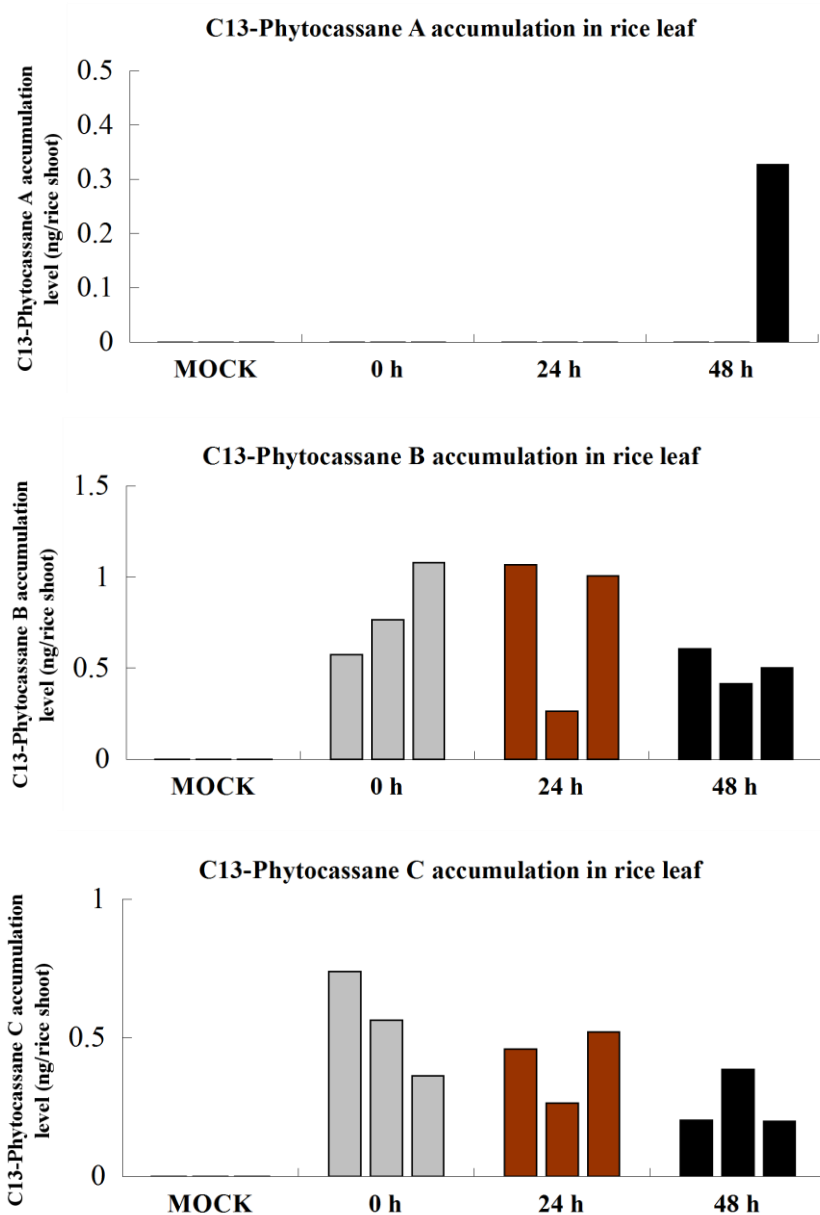 C13-Phytocassane A accumulation in rice leaf
C13-Phytocassane A accumulation
level (ng/rice shoot)
0.5
0.4
0.3
0.2
0.1
0
MOCK 0 h 24 h 48 h
C13-Phytocassane B accumulation in rice leaf
C13-Phytocassane B accumulation
level (ng/rice shoot)
1.5
1
0.5
0
MOCK 0 h 24 h 48 h
C13-Phytocassane C accumulation in rice leaf
C13-Phytocassane C accumulation
level (ng/rice shoot)
1
0.5
0
MOCK 0 h 24 h 48 h